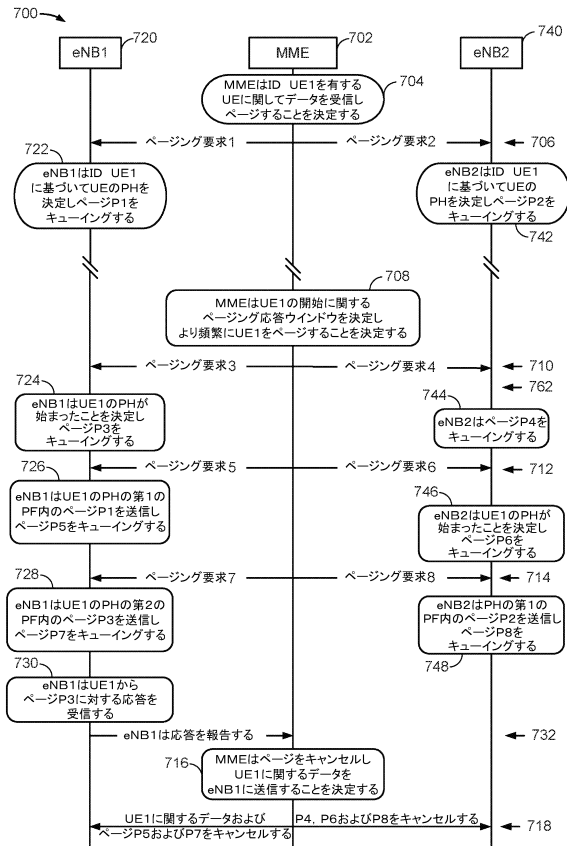 700
720
702
740
eNB1
MME
eNB2
704
MMEはID UE1を有する
UEに関してデータを受信し
ページすることを決定する
ページング要求1
ページング要求2
706
722
eNB1はID UE1
に基づいてUEのPHを
決定しページP1を
キューイングする
eNB2はID UE1
に基づいてUEの
PHを決定しページP2を
キューイングする
742
708
MMEはUE1の開始に関する
ページング応答ウインドウを決定し
より頻繁にUE1をページすることを決定する
ページング要求3
ページング要求4
710
762
724
eNB1はUE1のPHが
始まったことを決定し
ページP3を
キューイングする
744
eNB2はページP4を
キューイングする
726
ページング要求5
ページング要求6
712
eNB1はUE1のPHの第1の
PF内のページP1を送信し
ページP5をキューイングする
746
eNB2はUE1のPHが
始まったことを決定し
ページP6を
キューイングする
728
ページング要求7
ページング要求8
714
eNB1はUE1のPHの第2の
PF内のページP3を送信し
ページP7をキューイングする
eNB2はPHの第1の
PF内のページP2を送信し
ページP8を
キューイングする
748
730
eNB1はUE1から
ページP3に対する応答を
受信する
eNB1は応答を報告する
732
716
MMEはページをキャンセルし
UE1に関するデータを
eNB1に送信することを決定する
UE1に関するデータおよび
ページP5およびP7をキャンセルする
P4，P6およびP8をキャンセルする
718